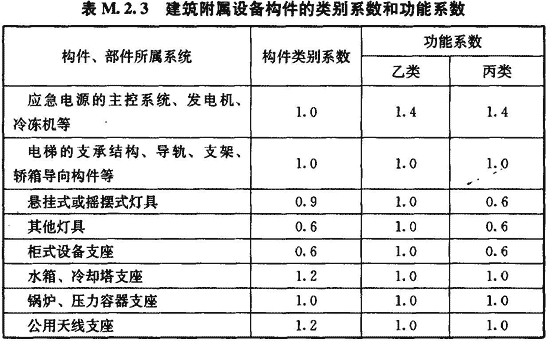 表 M.2.3 建筑附属设备构件的类别系数和功能系数
构件、部件所属系统 构件类别系数 功能系数
乙类 丙类
应急电源的主控系统、发电机、
冷冻机等 1.0 1.4 1.4
电梯的支承结构、导轨、支架、
轿箱导向构件等 1.0 1.0 1.0
悬挂式或摇摆式灯具 0.9 1.0 0.6
其他灯具 0.6 1.0 0.6
柜式设备支座 0.6 1.0 0.6
水箱、冷却塔支座 1.2 1.0 1.0
锅炉、压力容器支座 1.0 1.0 1.0
公用天线支座 1.2 1.0 1.0